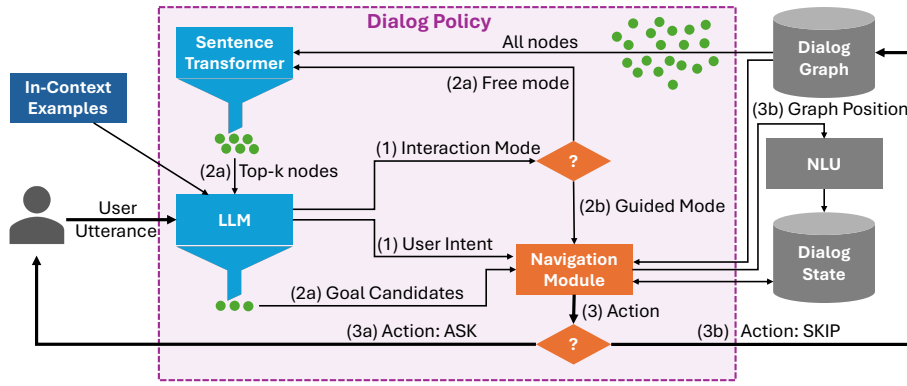 Dialog Policy
Sentence
Transformer
All nodes
Dialog
Graph
(2a) Free mode
In-Context
Examples
(3b) Graph Position
(1) Interaction Mode
?
NLU
(2a) Top-k nodes
User
Utterance
LLM
(2b) Guided Mode
(1) User Intent
Navigation
Module
Dialog
State
(2a) Goal Candidates
(3) Action
(3a) Action: ASK
?
(3b) Action: SKIP